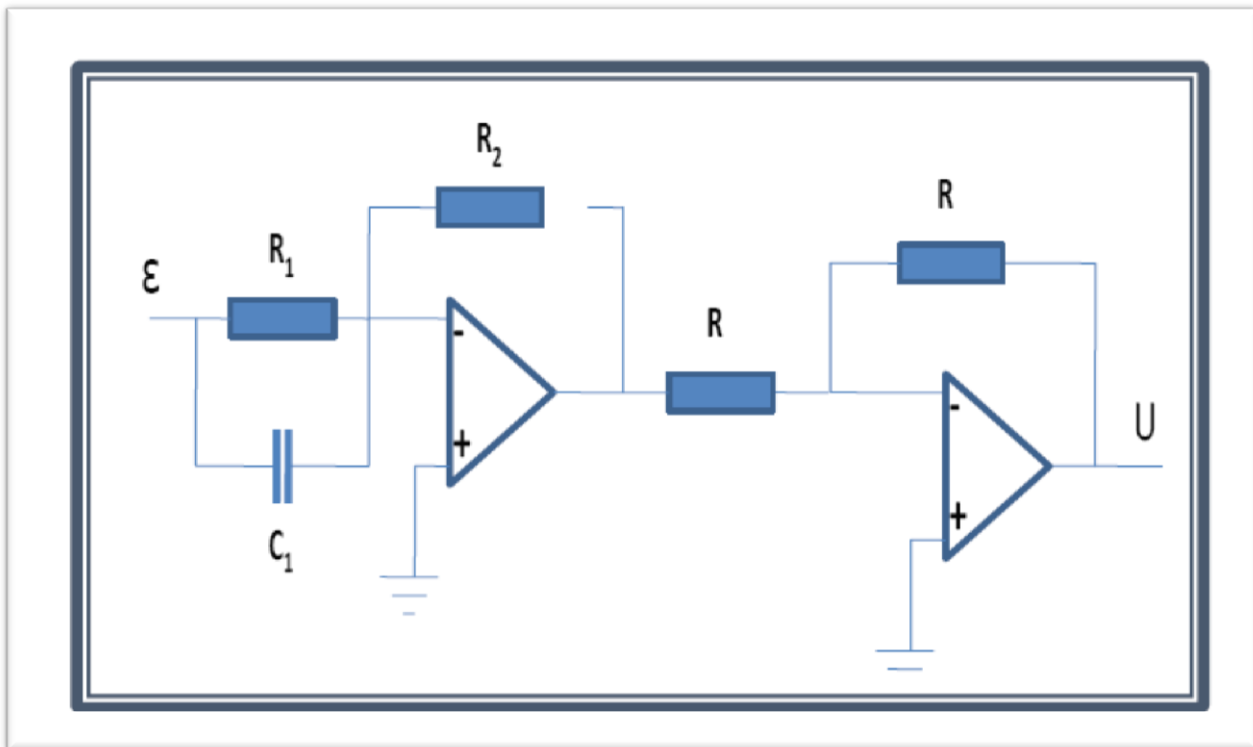 R₂
R
R₁
ε
R
-
-
U
+
+
C₁